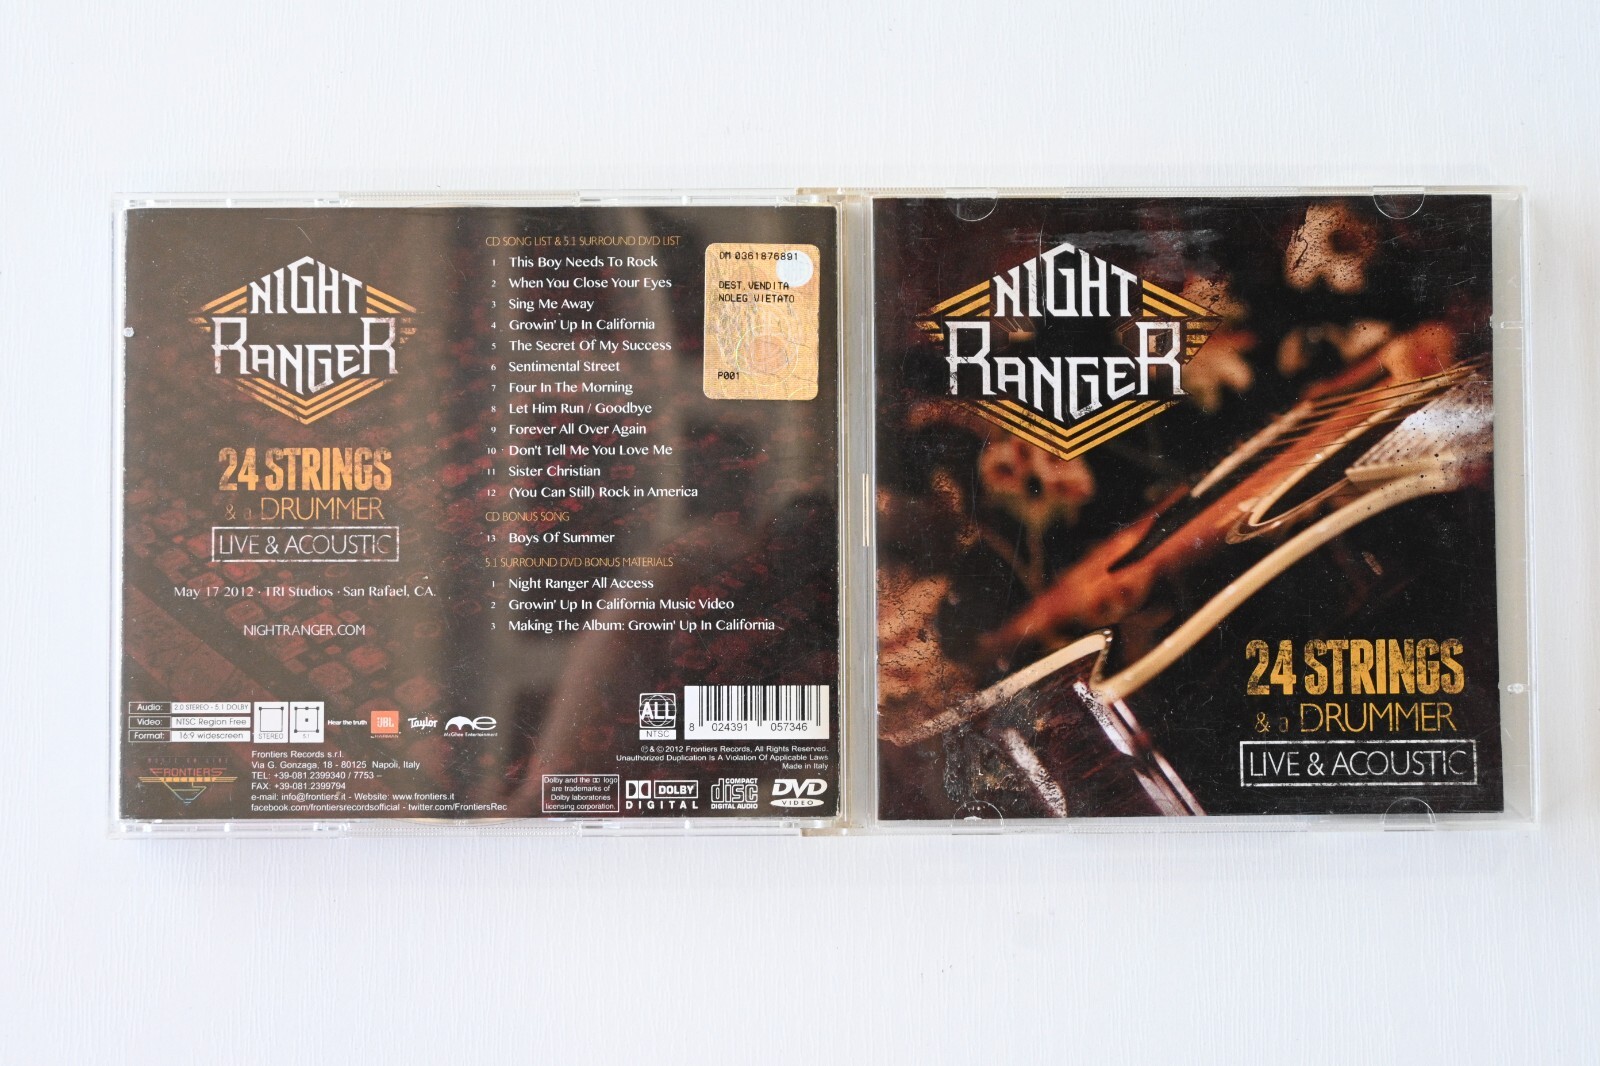 NIGHT
RANGER
24 STRINGS
& a DRUMMER
LIVE & ACOUSTIC
May 17 2012 · TRI Studios · San Rafael, CA.
NIGHTRANGER.COM
CD SONG LIST & 5.1 SURROUND DVD LIST
1 This Boy Needs To Rock
2 When You Close Your Eyes
3 Sing Me Away
4 Growin' Up In California
5 The Secret Of My Success
6 Sentimental Street
7 Four In The Morning
8 Let Him Run / Goodbye
9 Forever All Over Again
10 · Don't Tell Me You Love Me
11 Sister Christian
12 (You Can Still) Rock in America
CD BONUS SONG
13 Boys Of Summer
5.1 SURROUND DVD BONUS MATERIALS
1 Night Ranger All Access
2 Growin' Up In California Music Video
3 Making The Album: Growin' Up In California
DM 0361876891
DEST.VENDITA
NOLEG.VIETATO
P001
Audio: 2.0 STEREO - 5.1 DOLBY
Video: NTSC Region Free
Format: 16:9 widescreen
STEREO
5.1
Hear the truth
JBL
Taylor
McGhee Entertainment
ALL
NTSC
8 024391 057346
FRONTIERS
Frontiers Records s.r.l.
Via G. Gonzaga, 18 - 80125 Napoli, Italy
TEL: +39-081.2399340 / 7753 –
FAX: +39-081.2399794
e-mail: info@frontiers.it - Website: www.frontiers.it
facebook.com/frontiersrecordsofficial - twitter.com/FrontiersRec
℗ & © 2012 Frontiers Records, All Rights Reserved.
Unauthorized Duplication Is A Violation Of Applicable Laws
Made in Italy
Dolby and the DD logo
are trademarks of
Dolby laboratories
licensing corporation.
DOLBY
DIGITAL
COMPACT
disc
DIGITAL AUDIO
DVD
VIDEO
NIGHT
RANGER
24 STRINGS
& a DRUMMER
LIVE & ACOUSTIC